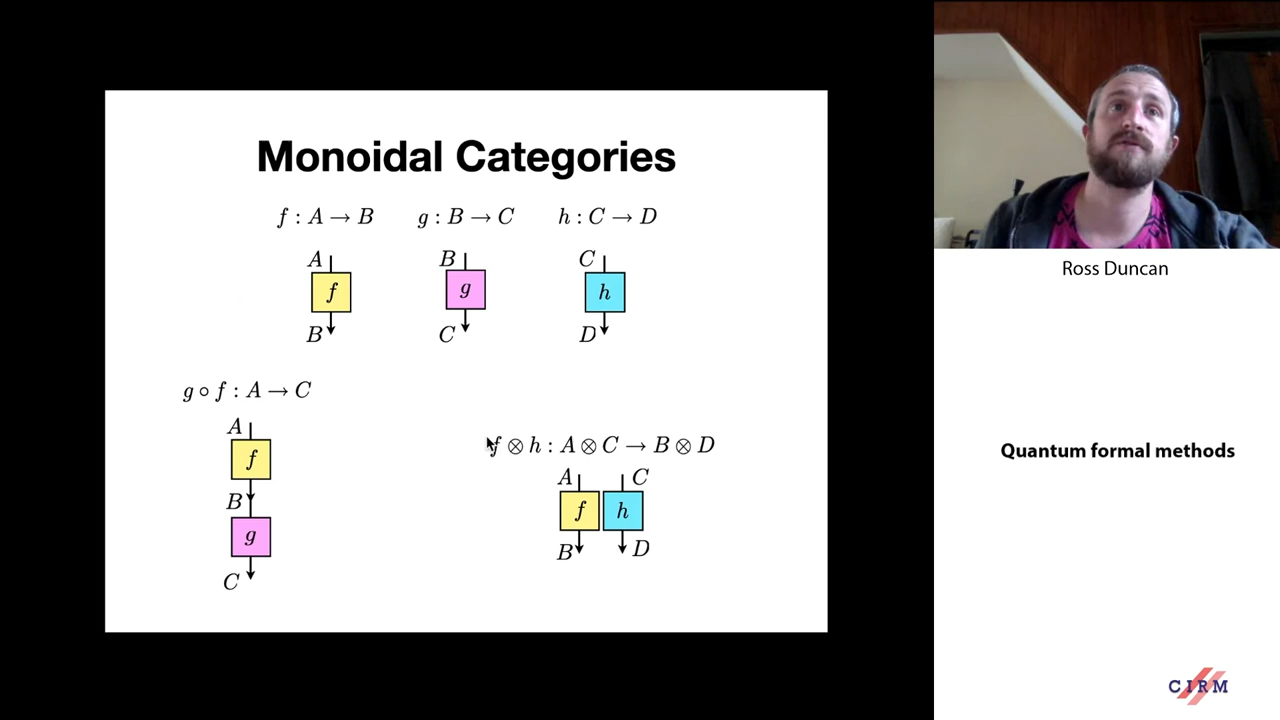 Monoidal Categories
f : A → B g : B → C h : C → D
A B C
f g h
B C D
g ∘ f : A → C
A
f
B
g
C
f ⊗ h : A ⊗ C → B ⊗ D
A C
f h
B D
Ross Duncan
Quantum formal methods
CIRM